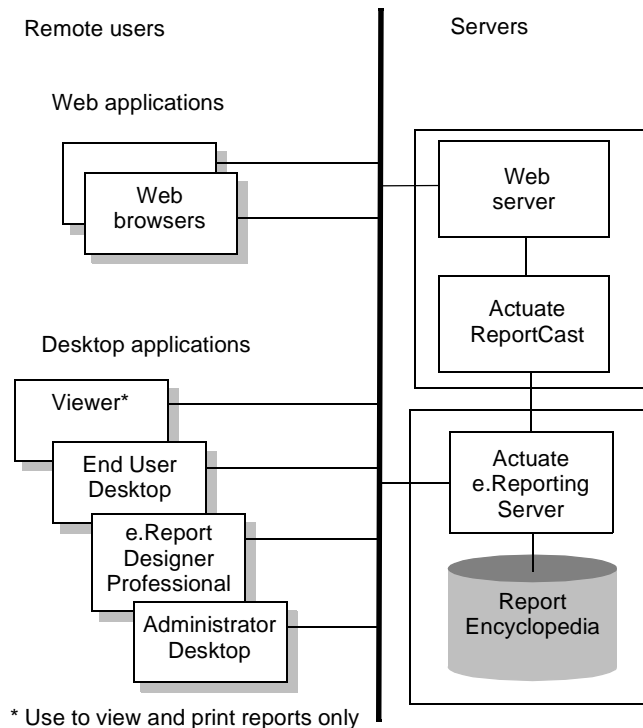 Remote users
Servers
Web applications
Web
browsers
Web
server
Actuate
ReportCast
Desktop applications
Viewer*
End User
Desktop
e.Report
Designer
Professional
Administrator
Desktop
Actuate
e.Reporting
Server
Report
Encyclopedia
* Use to view and print reports only